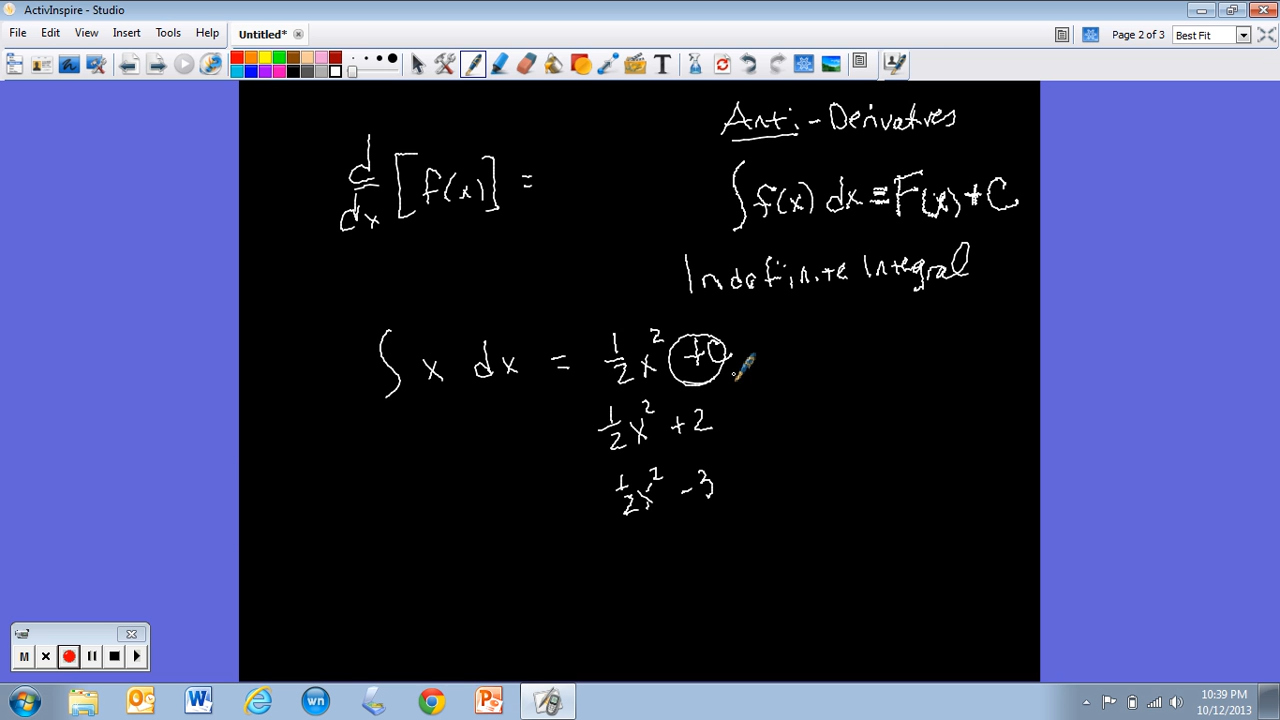 ActivInspire - Studio
File Edit View Insert Tools Help Untitled* Page 2 of 3 Best Fit
Anti-Derivatives
d/dx [f(x)] =
∫ f(x) dx = F(x) + C
Indefinite Integral
∫ x dx = 1/2 x² + C
1/2 x² + 2
1/2 x² - 3
M
W wn P
10:39 PM
10/12/2013